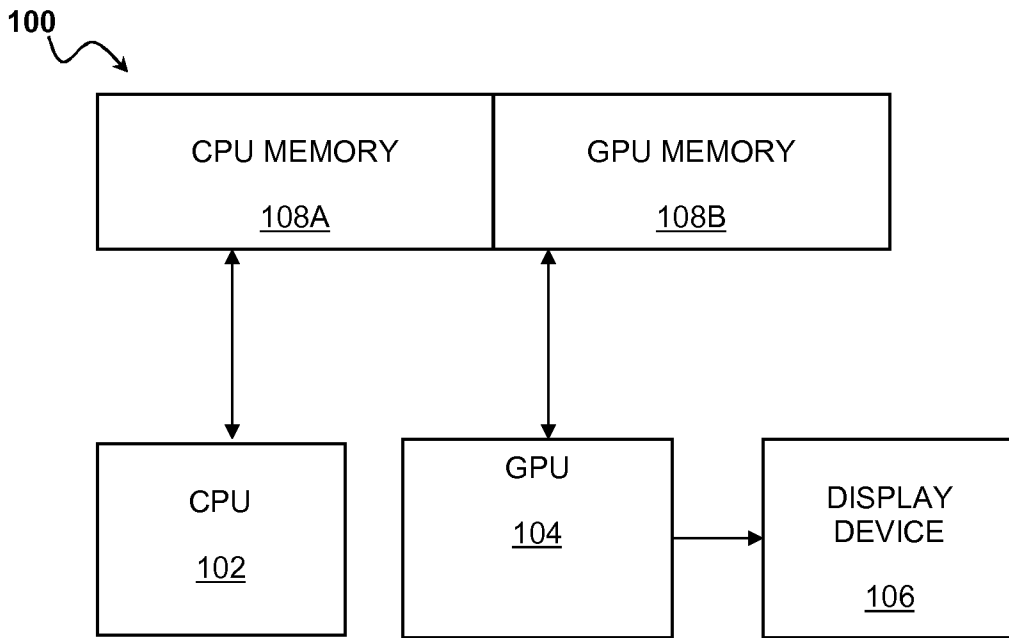 100
CPU MEMORY
108A
GPU MEMORY
108B
CPU
102
GPU
104
DISPLAY
DEVICE
106